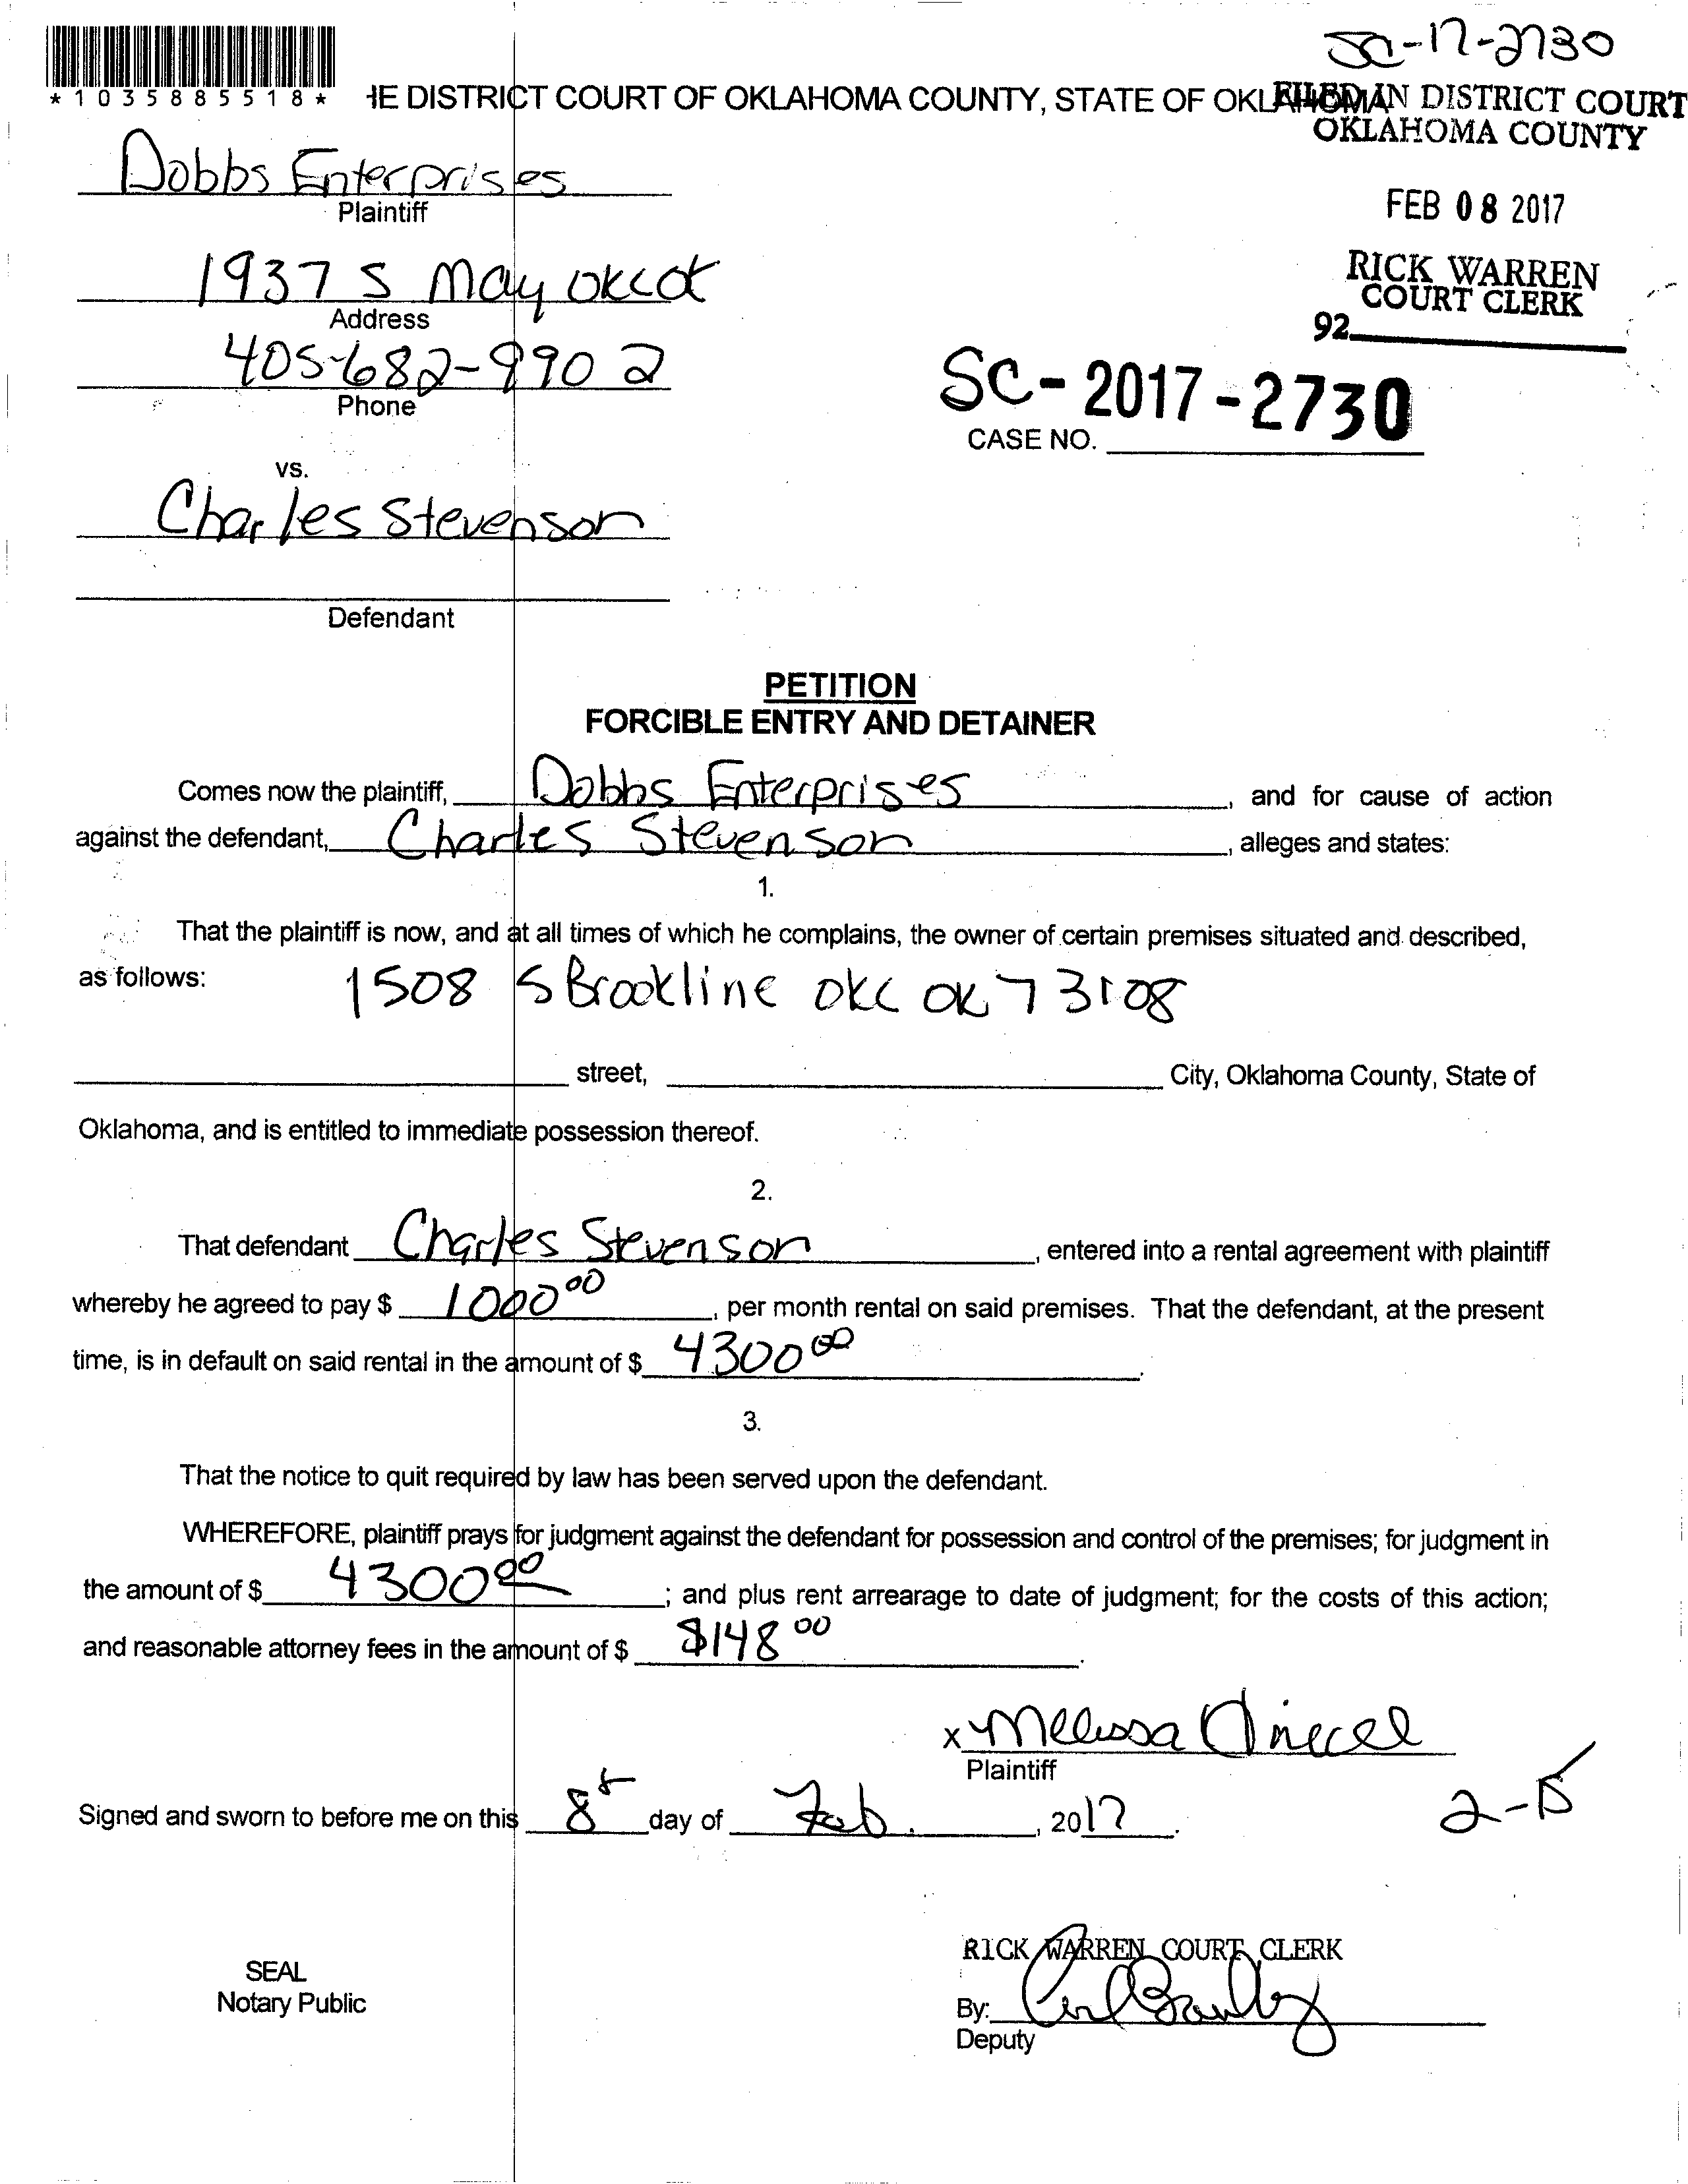 SC-17-2730
*1035885518*
HE DISTRICT COURT OF OKLAHOMA COUNTY, STATE OF OKLAHOMA
FILED IN DISTRICT COURT
OKLAHOMA COUNTY
Dobbs Enterprises
Plaintiff
FEB 08 2017
1937 S May OKC OK
Address
RICK WARREN
COURT CLERK
92
405-682-9902
Phone
SC-2017-2730
CASE NO.
vs.
Charles Stevenson
Defendant
PETITION
FORCIBLE ENTRY AND DETAINER
Comes now the plaintiff, Dobbs Enterprises, and for cause of action
against the defendant, Charles Stevenson, alleges and states:
1.
That the plaintiff is now, and at all times of which he complains, the owner of certain premises situated and described,
as follows: 1508 S Brookline OKC OK 73108
street, City, Oklahoma County, State of
Oklahoma, and is entitled to immediate possession thereof.
2.
That defendant Charles Stevenson, entered into a rental agreement with plaintiff
whereby he agreed to pay $ 1000 00, per month rental on said premises. That the defendant, at the present
time, is in default on said rental in the amount of $ 4300 00.
3.
That the notice to quit required by law has been served upon the defendant.
WHEREFORE, plaintiff prays for judgment against the defendant for possession and control of the premises; for judgment in
the amount of $ 4300 00; and plus rent arrearage to date of judgment; for the costs of this action;
and reasonable attorney fees in the amount of $ $148 00.
x Melissa
Plaintiff
Signed and sworn to before me on this 8th day of Feb., 2017.
RICK WARREN COURT CLERK
SEAL
Notary Public
By:
Deputy